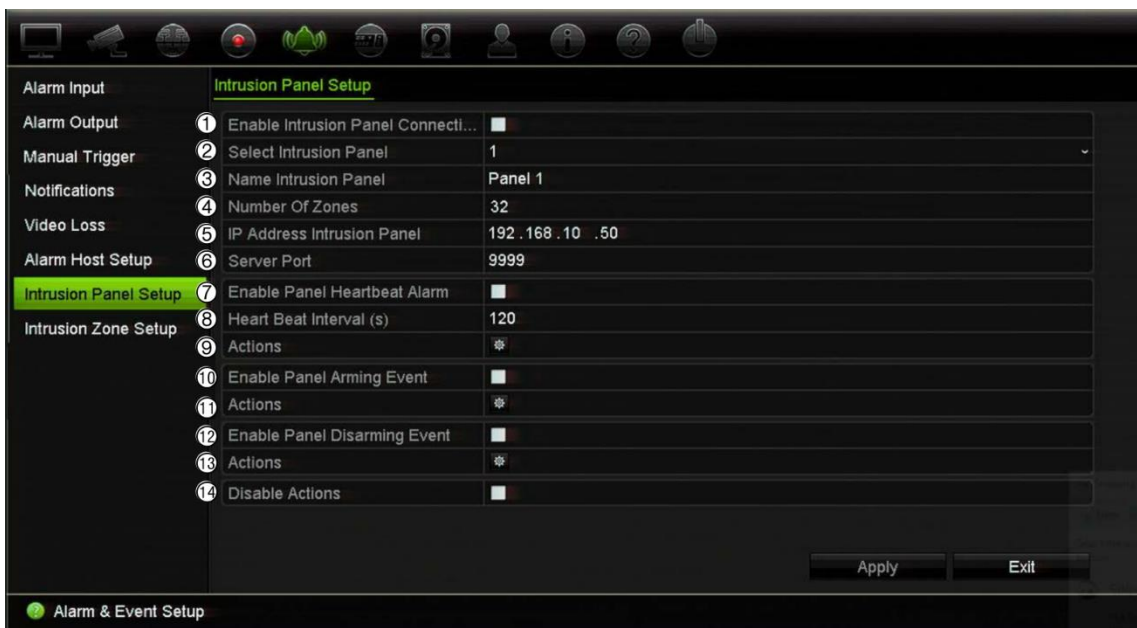 Alarm Input
Alarm Output
Manual Trigger
Notifications
Video Loss
Alarm Host Setup
Intrusion Panel Setup
Intrusion Zone Setup
Intrusion Panel Setup
1 Enable Intrusion Panel Connecti...
2 Select Intrusion Panel 1
3 Name Intrusion Panel Panel 1
4 Number Of Zones 32
5 IP Address Intrusion Panel 192 .168 .10 .50
6 Server Port 9999
7 Enable Panel Heartbeat Alarm
8 Heart Beat Interval (s) 120
9 Actions
10 Enable Panel Arming Event
11 Actions
12 Enable Panel Disarming Event
13 Actions
14 Disable Actions
Apply Exit
? Alarm & Event Setup